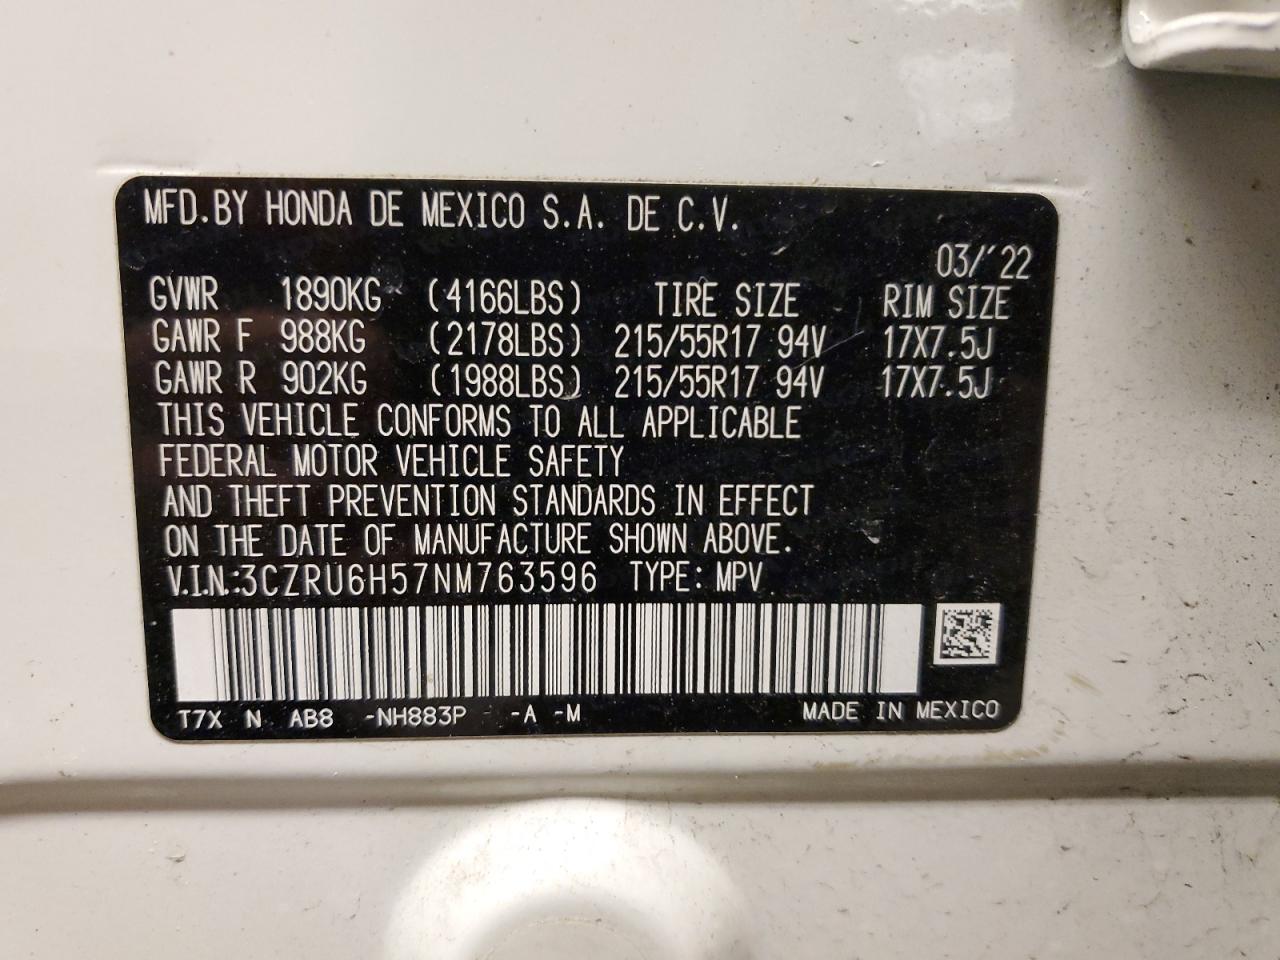 MFD.BY HONDA DE MEXICO S.A. DE C.V.
03/'22
GVWR 1890KG (4166LBS) TIRE SIZE RIM SIZE
GAWR F 988KG (2178LBS) 215/55R17 94V 17X7.5J
GAWR R 902KG (1988LBS) 215/55R17 94V 17X7.5J
THIS VEHICLE CONFORMS TO ALL APPLICABLE
FEDERAL MOTOR VEHICLE SAFETY
AND THEFT PREVENTION STANDARDS IN EFFECT
ON THE DATE OF MANUFACTURE SHOWN ABOVE.
V.I.N.:3CZRU6H57NM763596 TYPE: MPV
T7X N AB8 -NH883P -A -M MADE IN MEXICO